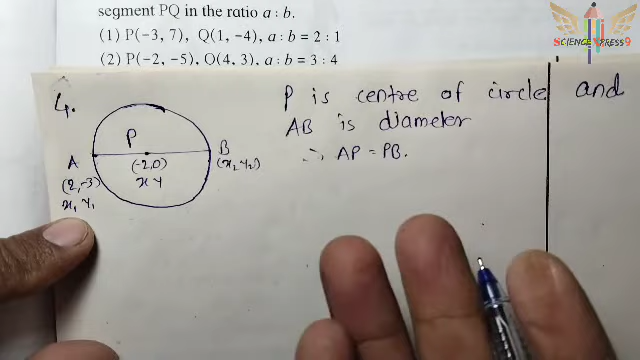 segment PQ in the ratio a : b.
(1) P(-3, 7), Q(1, -4), a : b = 2 : 1
(2) P(-2, -5), Q(4, 3), a : b = 3 : 4
SCIENCE XPRESS 9
4.
P is centre of circle and
AB is diameter
∴ AP = PB.
P
A
B
(-2,0)
(x₂, y₂)
x y
(2, -3)
x₁ y₁